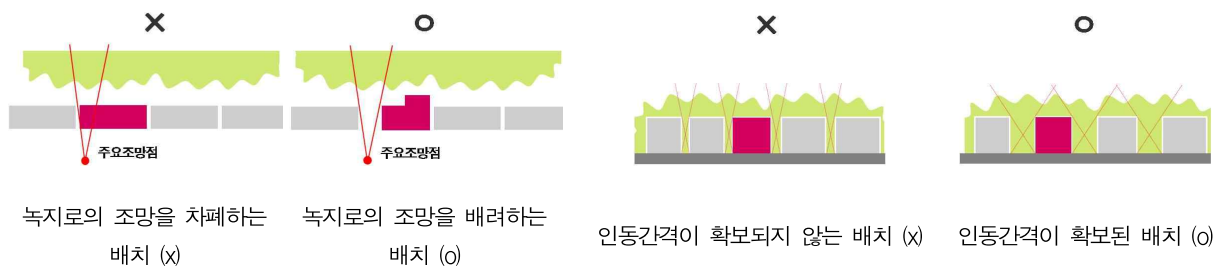 X
O
X
O
주요조망점
주요조망점
녹지로의 조망을 차폐하는
배치 (x)
녹지로의 조망을 배려하는
배치 (o)
인동간격이 확보되지 않는 배치 (x)
인동간격이 확보된 배치 (o)